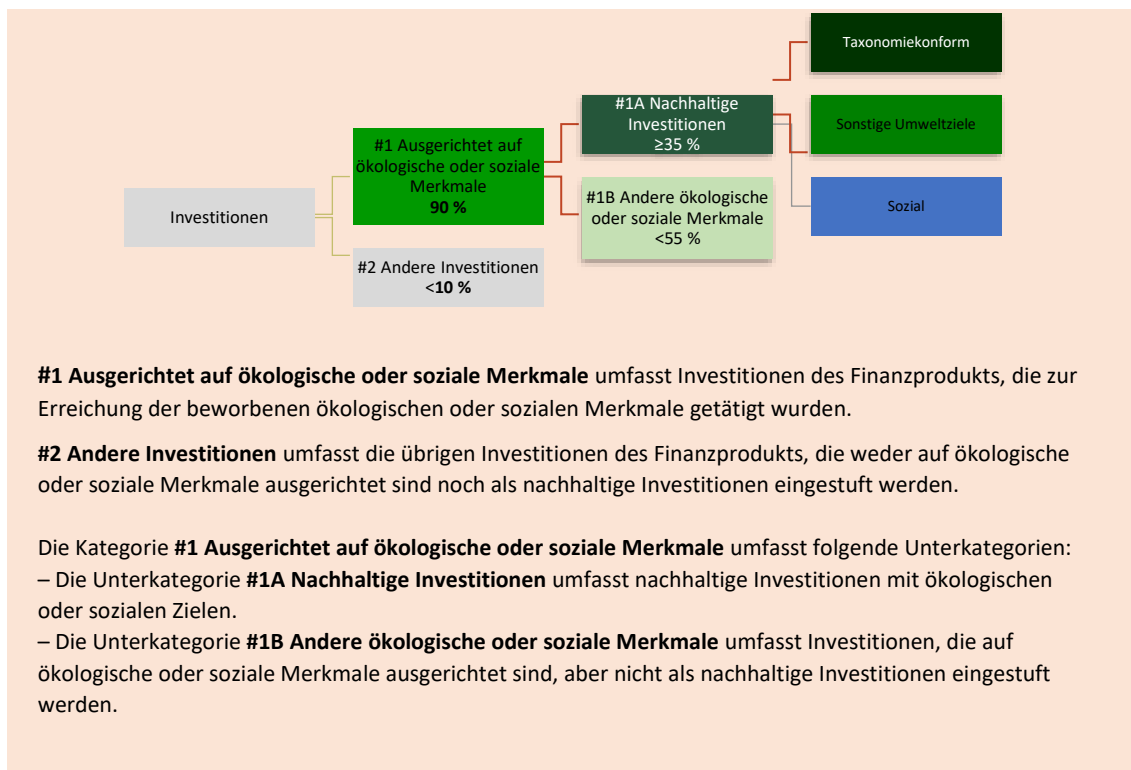 Taxonomiekonform
#1A Nachhaltige
Investitionen
≥35 %
Sonstige Umweltziele
#1 Ausgerichtet auf
ökologische oder soziale
Merkmale
90 %
#1B Andere ökologische
oder soziale Merkmale
<55 %
Sozial
Investitionen
#2 Andere Investitionen
<10 %
#1 Ausgerichtet auf ökologische oder soziale Merkmale umfasst Investitionen des Finanzprodukts, die zur
Erreichung der beworbenen ökologischen oder sozialen Merkmale getätigt wurden.
#2 Andere Investitionen umfasst die übrigen Investitionen des Finanzprodukts, die weder auf ökologische
oder soziale Merkmale ausgerichtet sind noch als nachhaltige Investitionen eingestuft werden.
Die Kategorie #1 Ausgerichtet auf ökologische oder soziale Merkmale umfasst folgende Unterkategorien:
– Die Unterkategorie #1A Nachhaltige Investitionen umfasst nachhaltige Investitionen mit ökologischen
oder sozialen Zielen.
– Die Unterkategorie #1B Andere ökologische oder soziale Merkmale umfasst Investitionen, die auf
ökologische oder soziale Merkmale ausgerichtet sind, aber nicht als nachhaltige Investitionen eingestuft
werden.